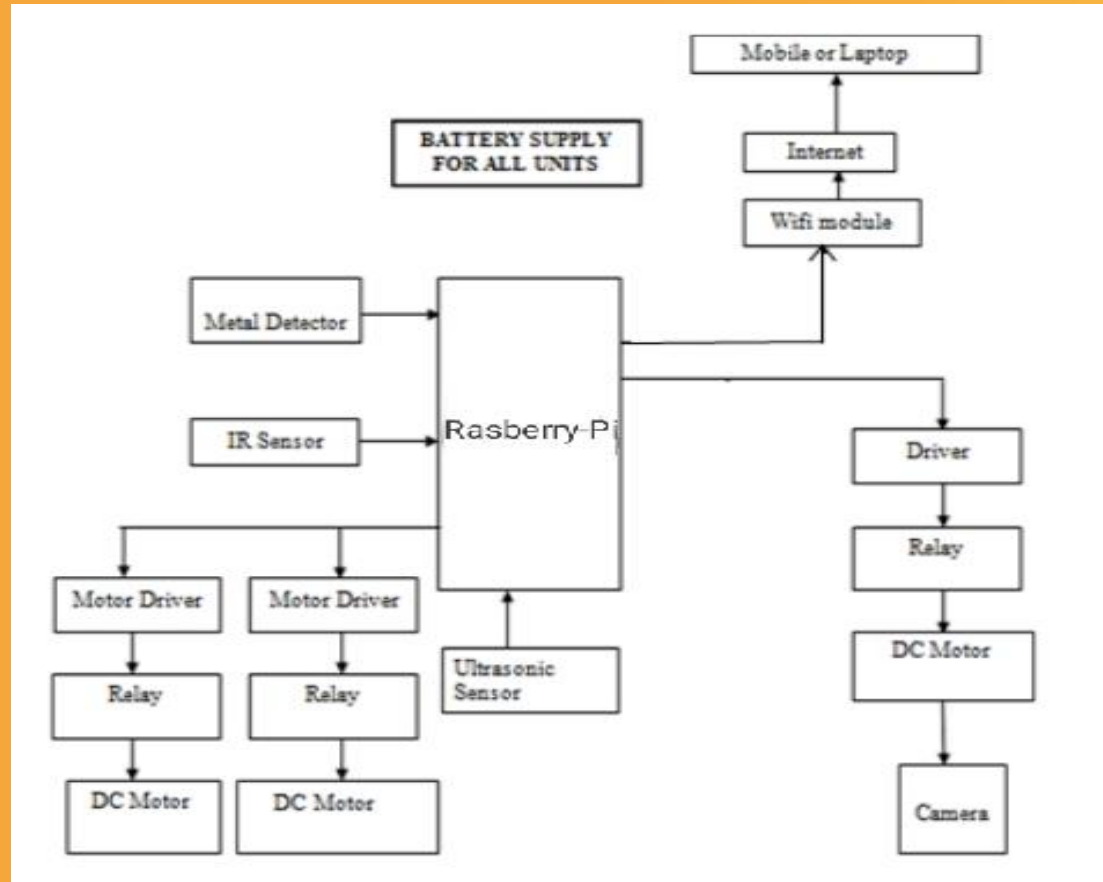 Mobile or Laptop
BATTERY SUPPLY
FOR ALL UNITS
Internet
Wifi module
Metal Detector
Rasberry-Pi
IR Sensor
Driver
Relay
Motor Driver
Motor Driver
Ultrasonic
Sensor
DC Motor
Relay
Relay
DC Motor
DC Motor
Camera